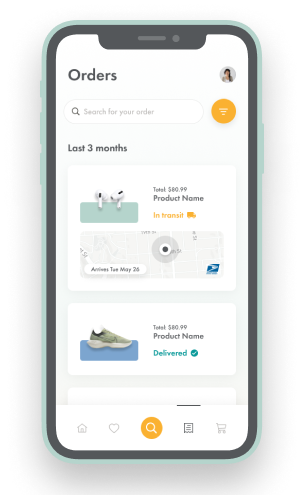 Orders
Search for your order
Last 3 months
Total: $80.99
Product Name
In transit
Arrives Tue May 26
Total: $80.99
Product Name
Delivered